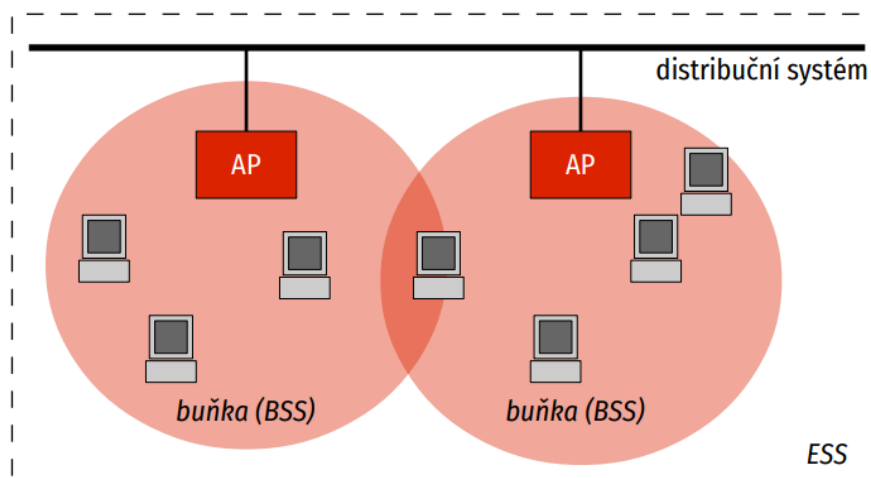 distribuční systém
AP
AP
buňka (BSS)
buňka (BSS)
ESS